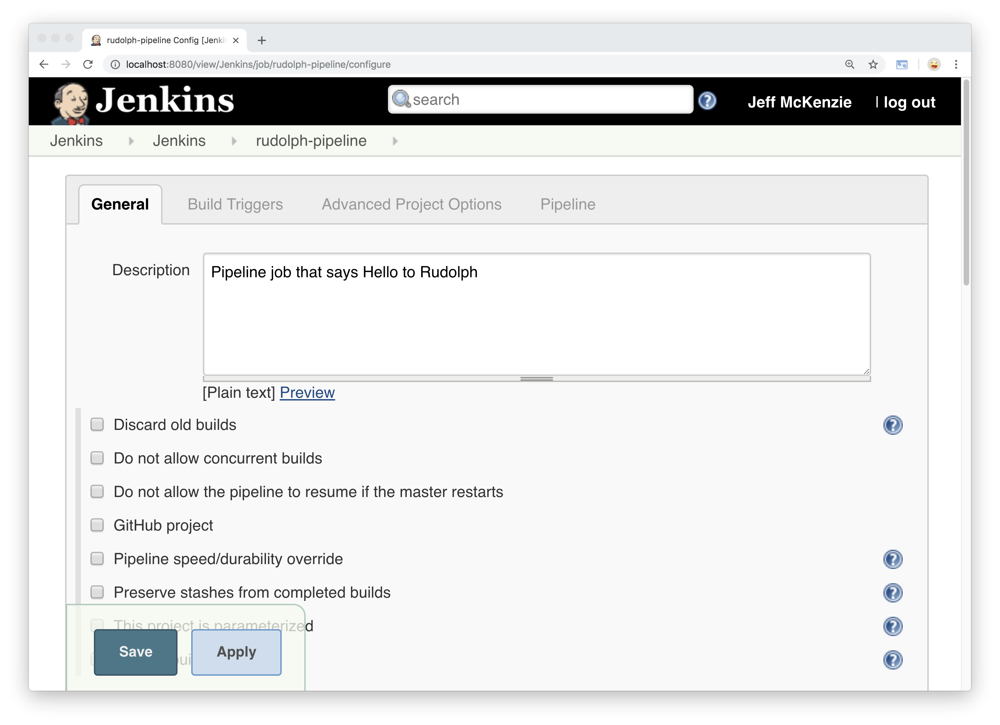 rudolph-pipeline Config [Jenki
localhost:8080/view/Jenkins/job/rudolph-pipeline/configure
Jenkins
search
Jeff McKenzie
| log out
Jenkins Jenkins rudolph-pipeline
General Build Triggers Advanced Project Options Pipeline
Description
Pipeline job that says Hello to Rudolph
[Plain text] Preview
Discard old builds
Do not allow concurrent builds
Do not allow the pipeline to resume if the master restarts
GitHub project
Pipeline speed/durability override
Preserve stashes from completed builds
This project is parameterized
Save Apply